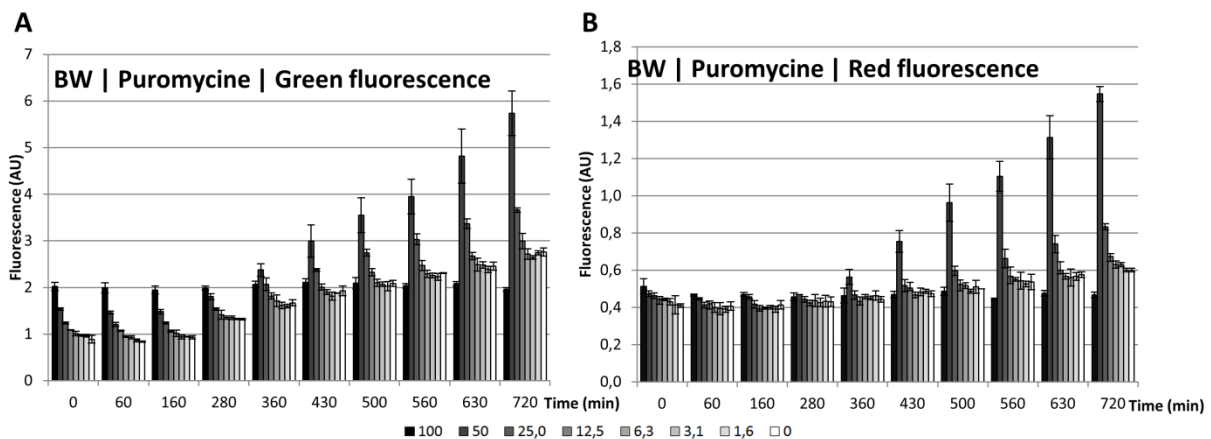 A
BW | Puromycine | Green fluorescence
Fluorescence (AU)
7
6
5
4
3
2
1
0
0 60 160 280 360 430 500 560 630 720 Time (min)
B
BW | Puromycine | Red fluorescence
Fluorescence (AU)
1,8
1,6
1,4
1,2
1,0
0,8
0,6
0,4
0,2
0,0
0 60 160 280 360 430 500 560 630 720 Time (min)
100 50 25,0 12,5 6,3 3,1 1,6 0